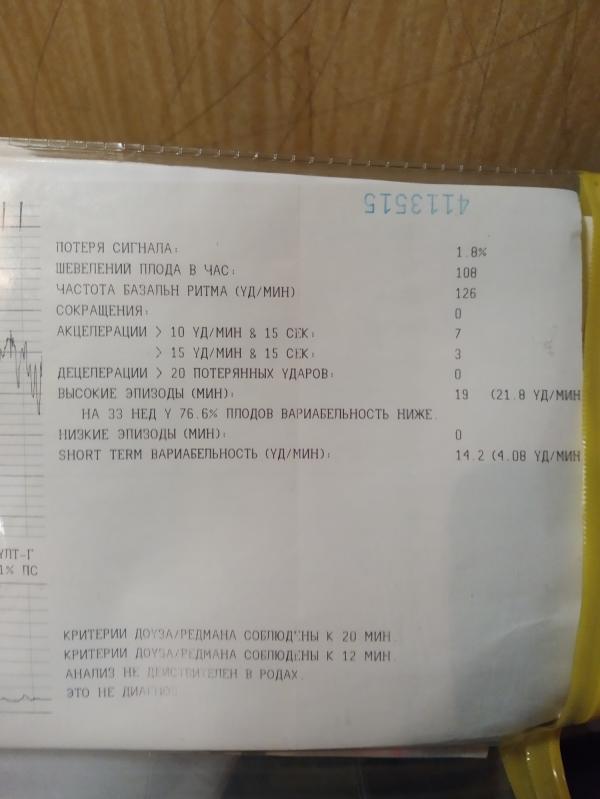 4113515
ПОТЕРЯ СИГНАЛА: 1.8%
ШЕВЕЛЕНИЙ ПЛОДА В ЧАС: 108
ЧАСТОТА БАЗАЛЬН РИТМА (УД/МИН) 126
СОКРАЩЕНИЯ: 0
АКЦЕЛЕРАЦИИ > 10 УД/МИН & 15 СЕК: 7
> 15 УД/МИН & 15 СЕК: 3
ДЕЦЕЛЕРАЦИИ > 20 ПОТЕРЯННЫХ УДАРОВ: 0
ВЫСОКИЕ ЭПИЗОДЫ (МИН): 19 (21.8 УД/МИН
НА 33 НЕД У 76.6% ПЛОДОВ ВАРИАБЕЛЬНОСТЬ НИЖЕ.
НИЗКИЕ ЭПИЗОДЫ (МИН): 0
SHORT TERM ВАРИАБЕЛЬНОСТЬ (УД/МИН): 14.2 (4.08 УД/МИН
УЛТ-Г
1% ПС
КРИТЕРИИ ДОУЗА/РЕДМАНА СОБЛЮДЕНЫ К 20 МИН.
КРИТЕРИИ ДОУЗА/РЕДМАНА СОБЛЮДЕНЫ К 12 МИН.
АНАЛИЗ НЕ ДЕЙСТВИТЕЛЕН В РОДАХ.
ЭТО НЕ ДИАГНОЗ